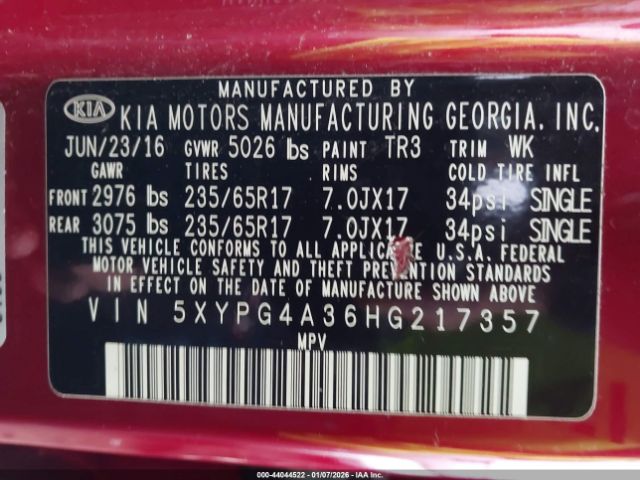 MANUFACTURED BY
KIA KIA MOTORS MANUFACTURING GEORGIA. INC.
JUN/23/16 GVWR 5026 lbs PAINT TR3 TRIM WK
GAWR TIRES RIMS COLD TIRE INFL
FRONT 2976 lbs 235/65R17 7.0JX17 34psi SINGLE
REAR 3075 lbs 235/65R17 7.0JX17 34psi SINGLE
THIS VEHICLE CONFORMS TO ALL APPLICABLE U.S.A. FEDERAL
MOTOR VEHICLE SAFETY AND THEFT PREVENTION STANDARDS
IN EFFECT ON THE DATE OF MANUFACTURE SHOWN ABOVE.
VIN 5XYPG4A36HG217357
MPV
000-44044522 - 01/07/2026 - IAA Inc.